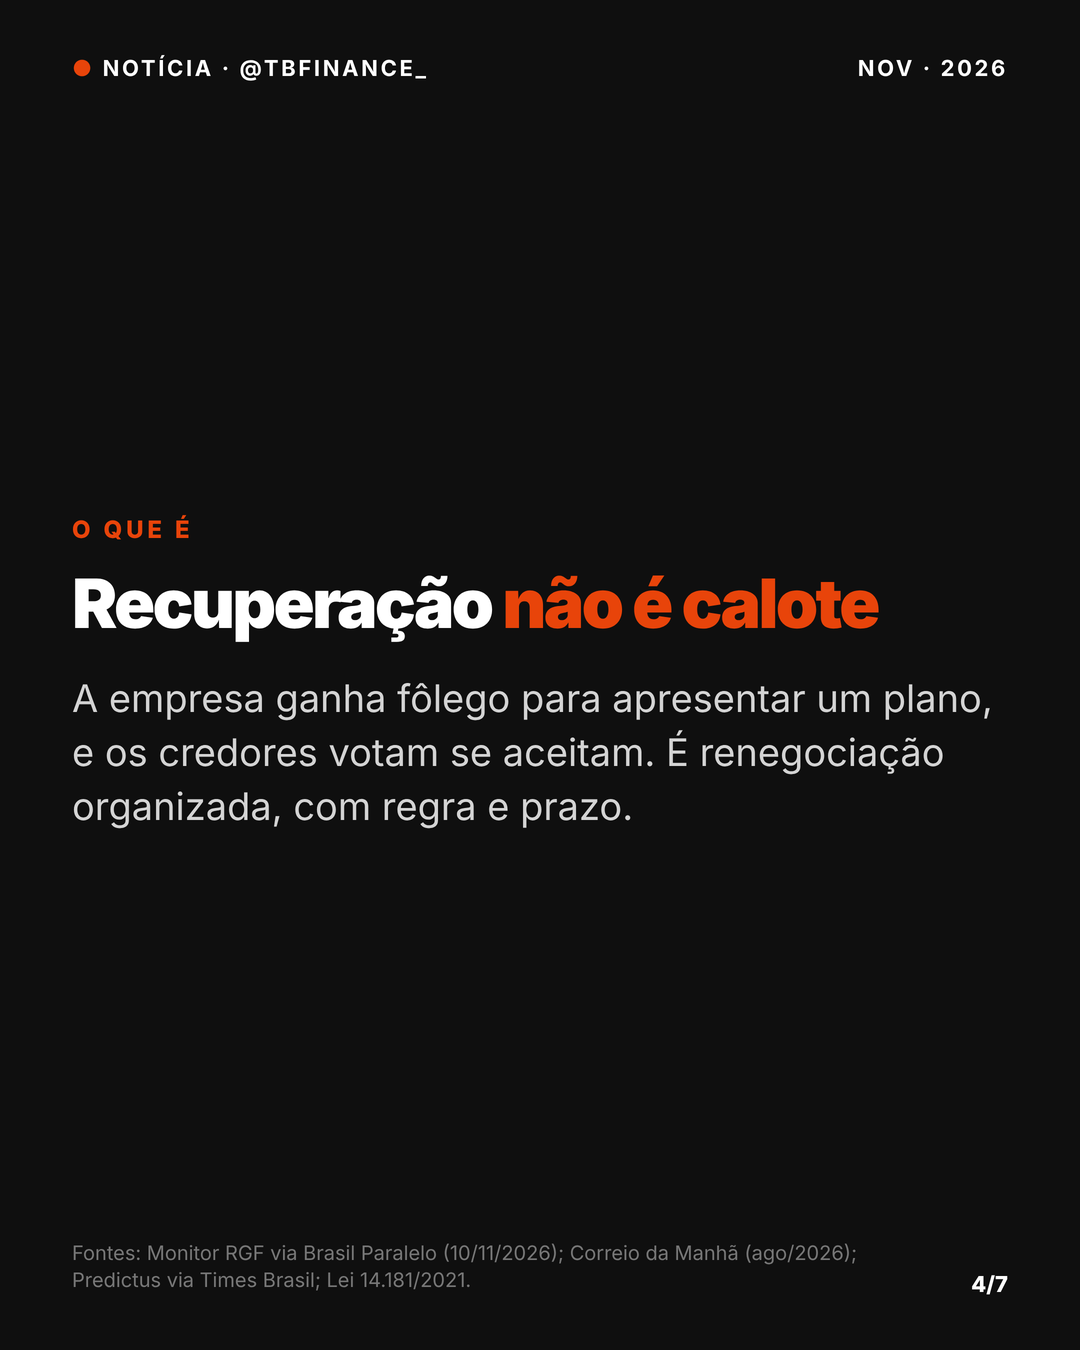 NOTÍCIA · @TBFINANCE_
NOV · 2026
O QUE É
Recuperação não é calote
A empresa ganha fôlego para apresentar um plano,
e os credores votam se aceitam. É renegociação
organizada, com regra e prazo.
Fontes: Monitor RGF via Brasil Paralelo (10/11/2026); Correio da Manhã (ago/2026);
Predictus via Times Brasil; Lei 14.181/2021.
4/7